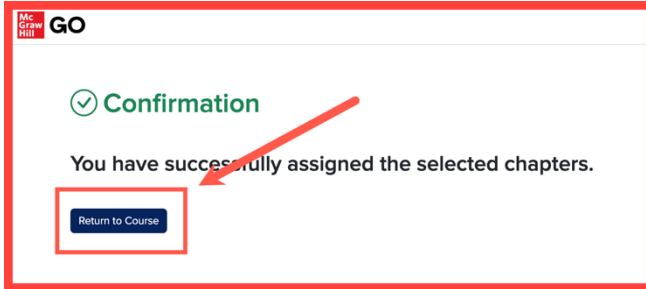 Mc
Graw
Hill
GO
Confirmation
You have successfully assigned the selected chapters.
Return to Course